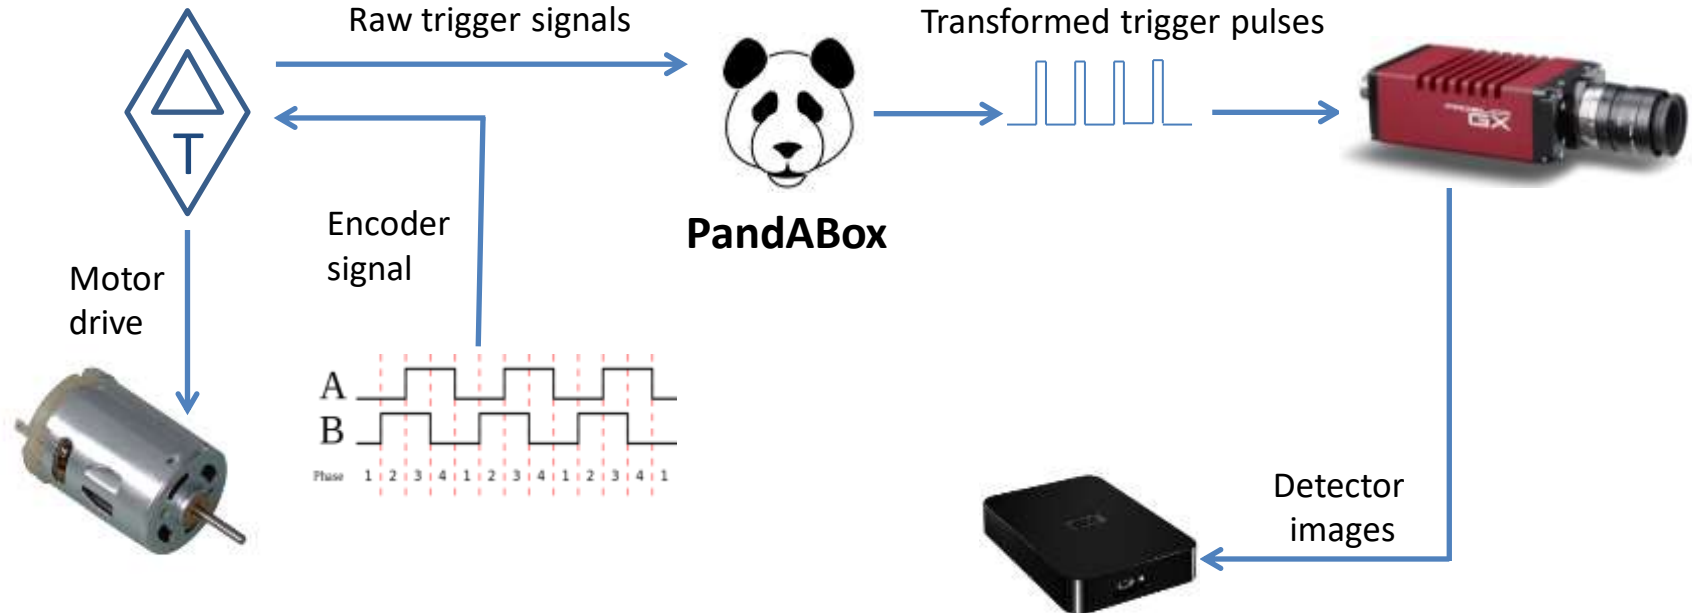 Raw trigger signals
Transformed trigger pulses
T
GX
PandABox
Encoder
signal
Motor
drive
A
B
Phase 1 2 3 4 1 2 3 4 1 2 3 4 1
Detector
images